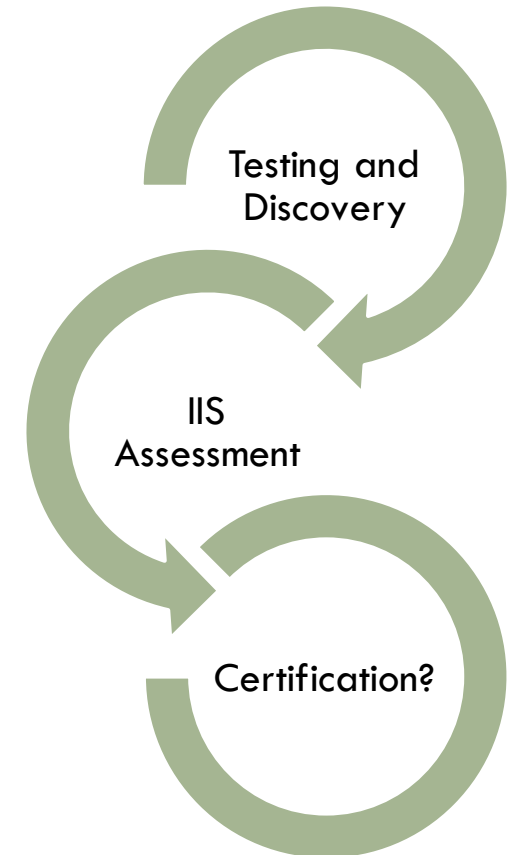 Testing and
Discovery
IIS
Assessment
Certification?